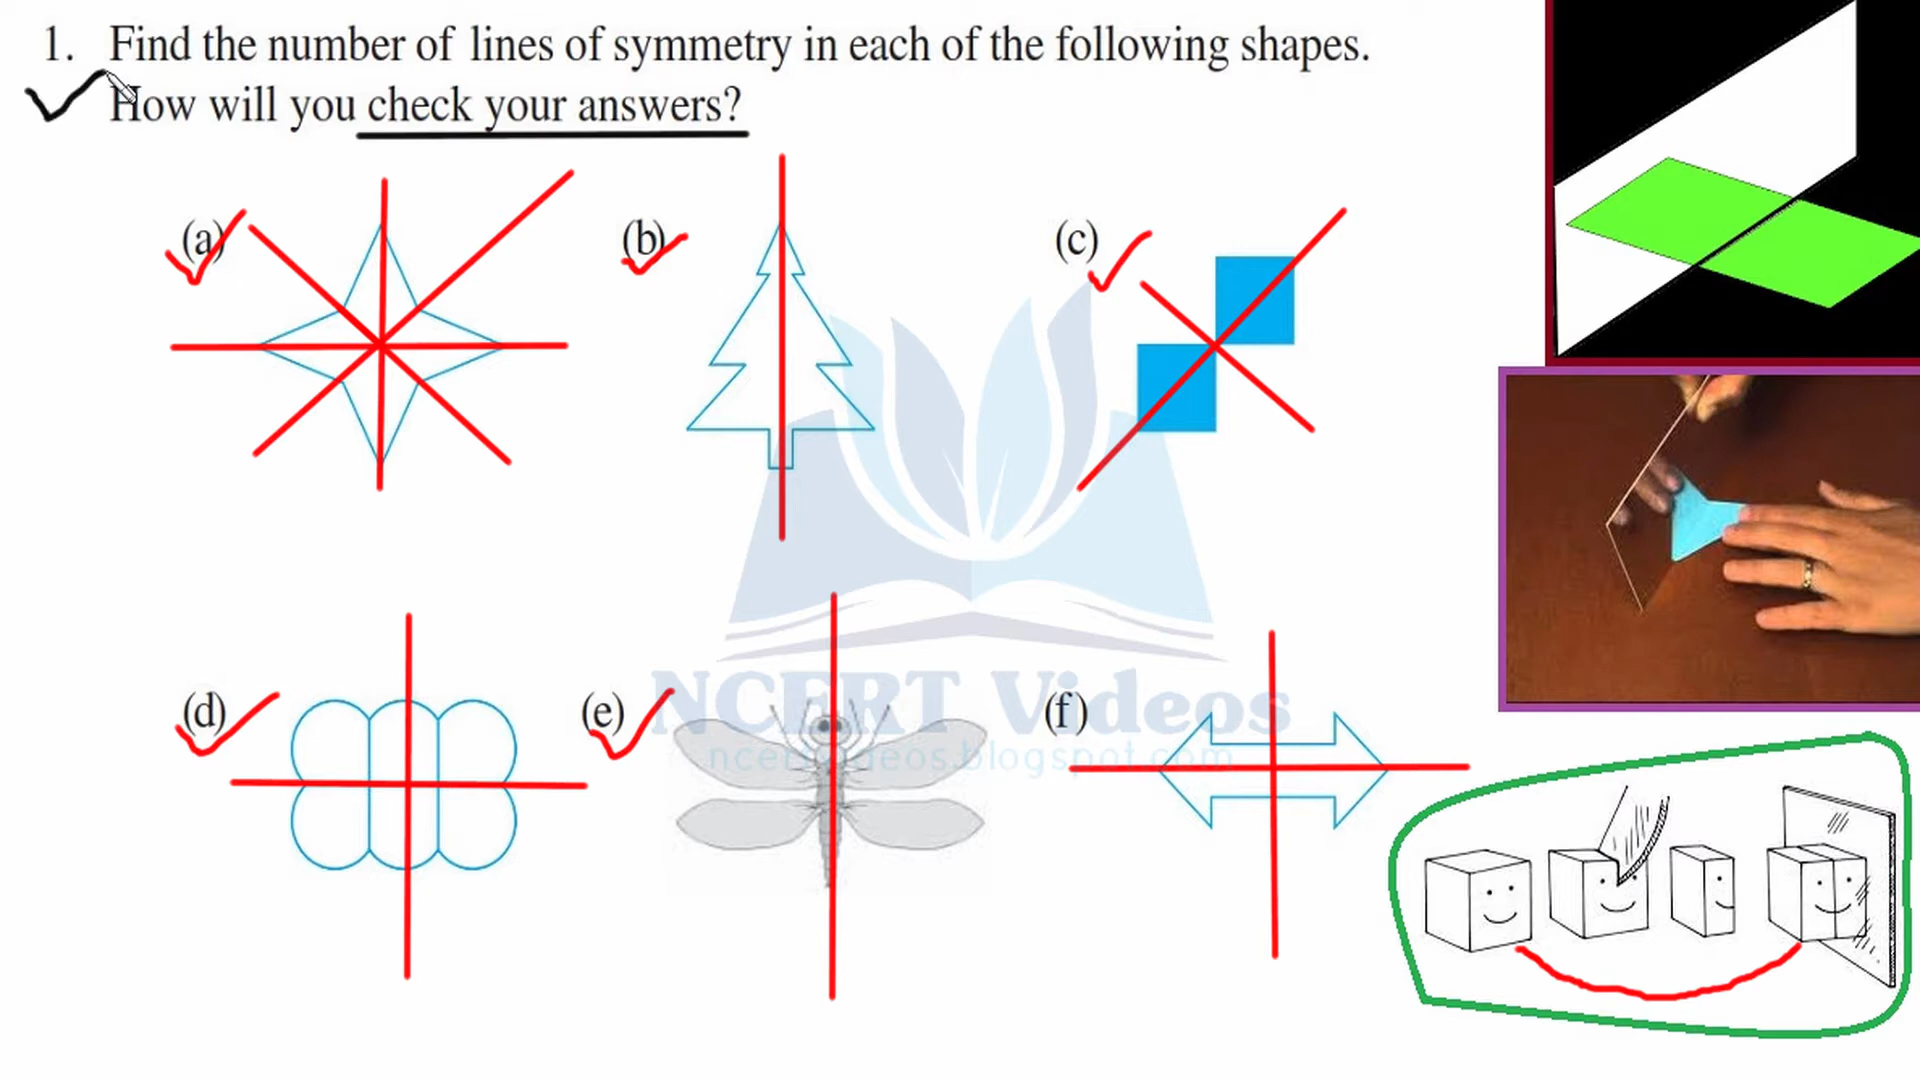 1. Find the number of lines of symmetry in each of the following shapes.
How will you check your answers?
(a)
(b)
(c)
(d)
(e)
(f)
NCERT Videos
ncertvideos.blogspot.com